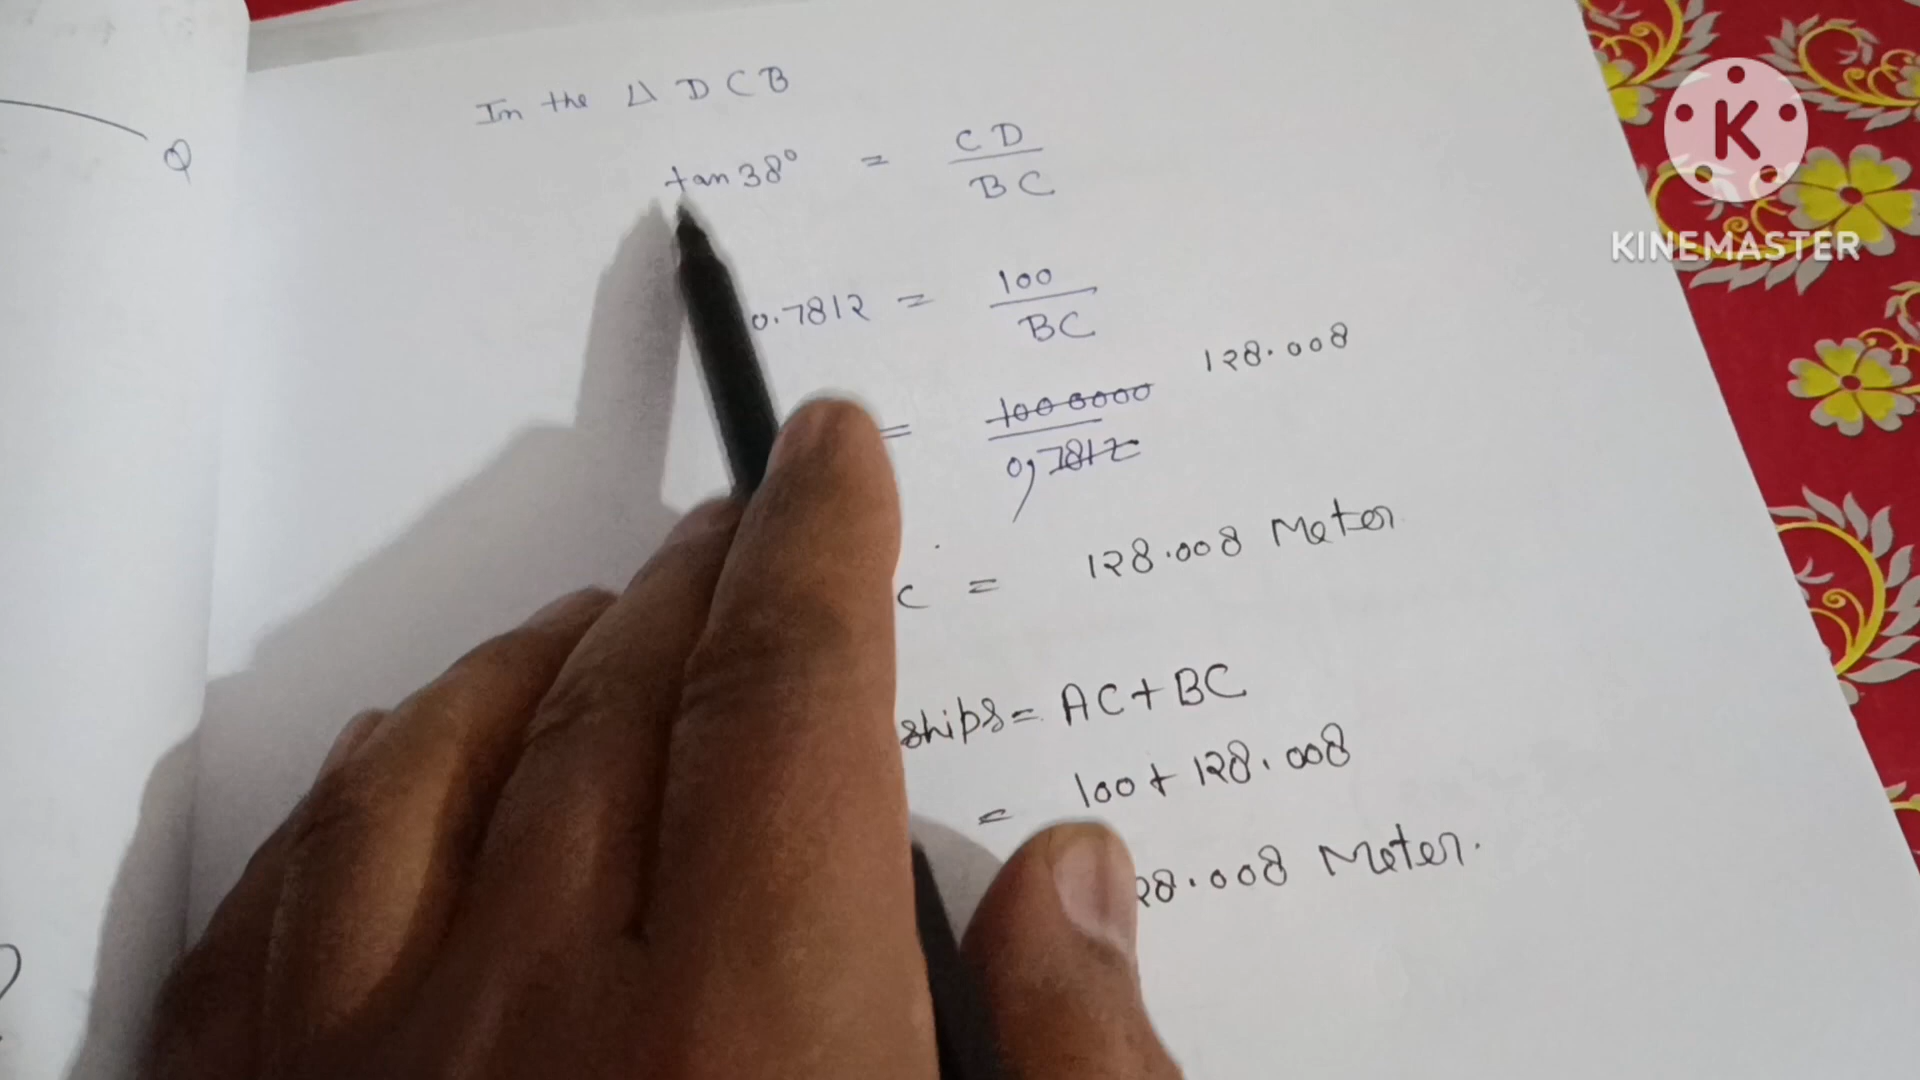 In the Δ DCB
Q
tan 38° = CD / BC
0.7812 = 100 / BC
128.008
= 1000000 / 0,7812
C = 128.008 Meter
ships = AC + BC
= 100 + 128.008
28.008 Meter.
K
KINEMASTER